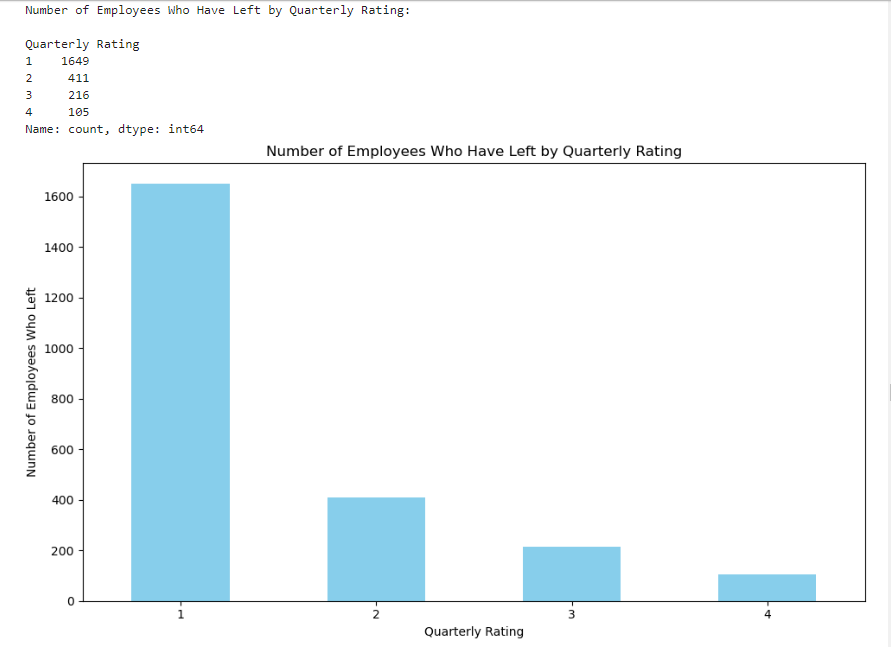 Number of Employees Who Have Left by Quarterly Rating:
Quarterly Rating
1    1649
2     411
3     216
4     105
Name: count, dtype: int64
Number of Employees Who Have Left by Quarterly Rating
Number of Employees Who Left
1600
1400
1200
1000
800
600
400
200
0
1 2 3 4
Quarterly Rating